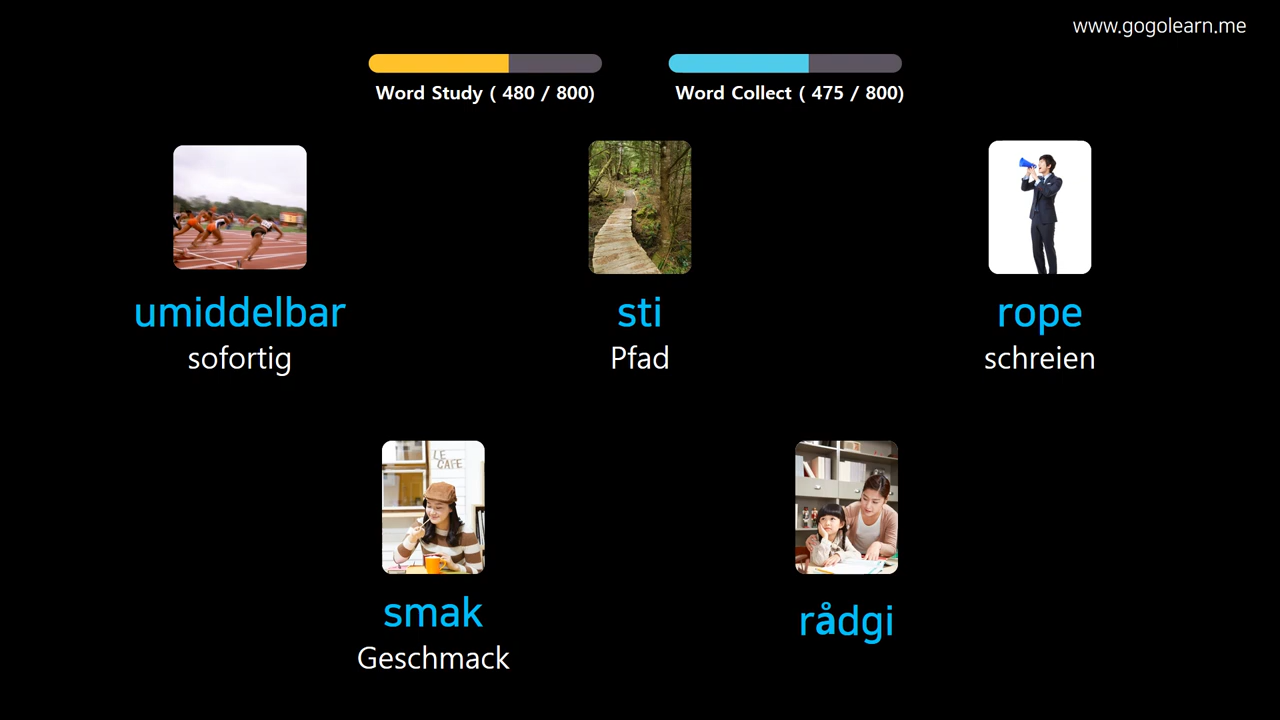 www.gogolearn.me
Word Study ( 480 / 800)
Word Collect ( 475 / 800)
umiddelbar
sofortig
sti
Pfad
rope
schreien
LE
CAFE
smak
Geschmack
rådgi